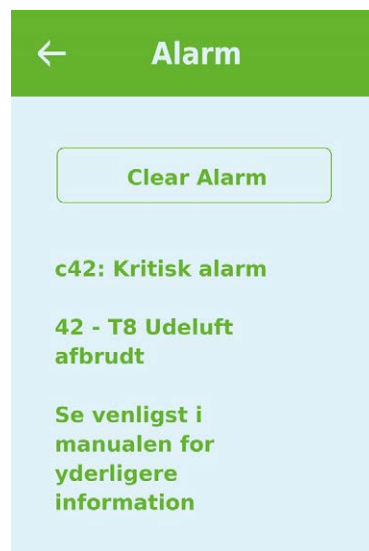 Alarm
Clear Alarm
c42: Kritisk alarm
42 - T8 Udeluft
afbrudt
Se venligst i
manualen for
yderligere
information